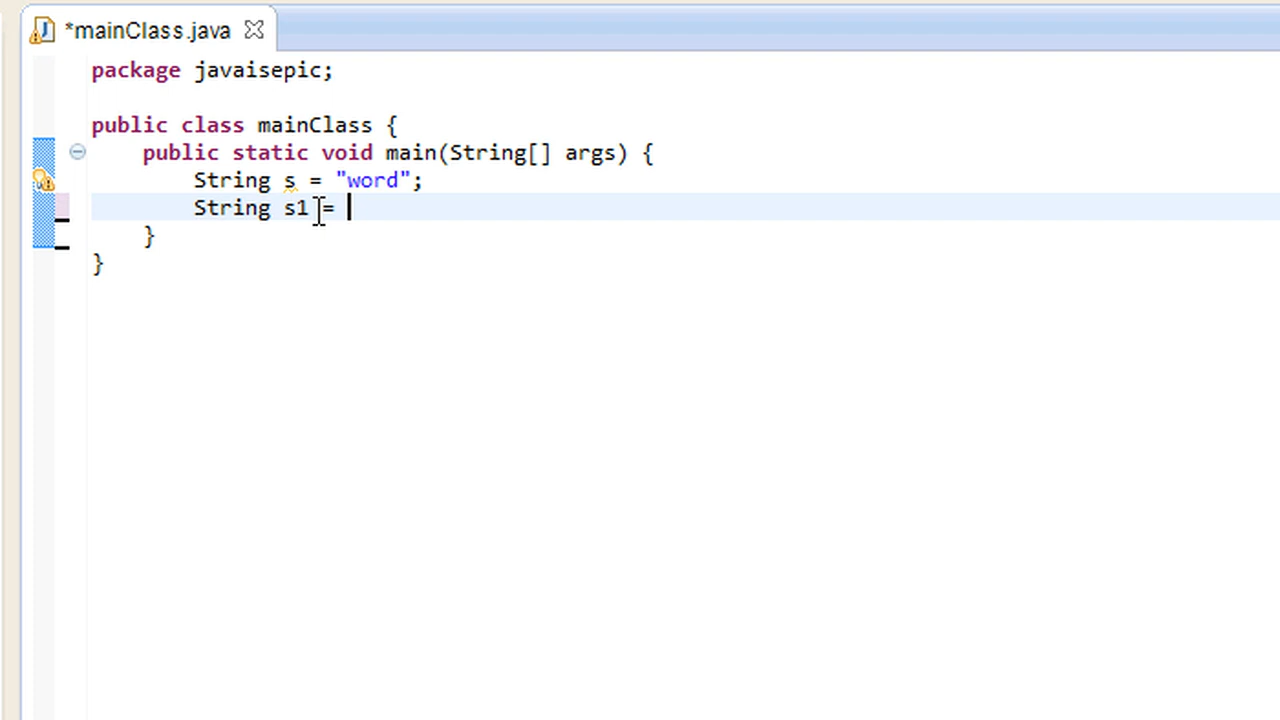 *mainClass.java
package javaisepic;
public class mainClass {
public static void main(String[] args) {
String s = "word";
String s1 =
}
}